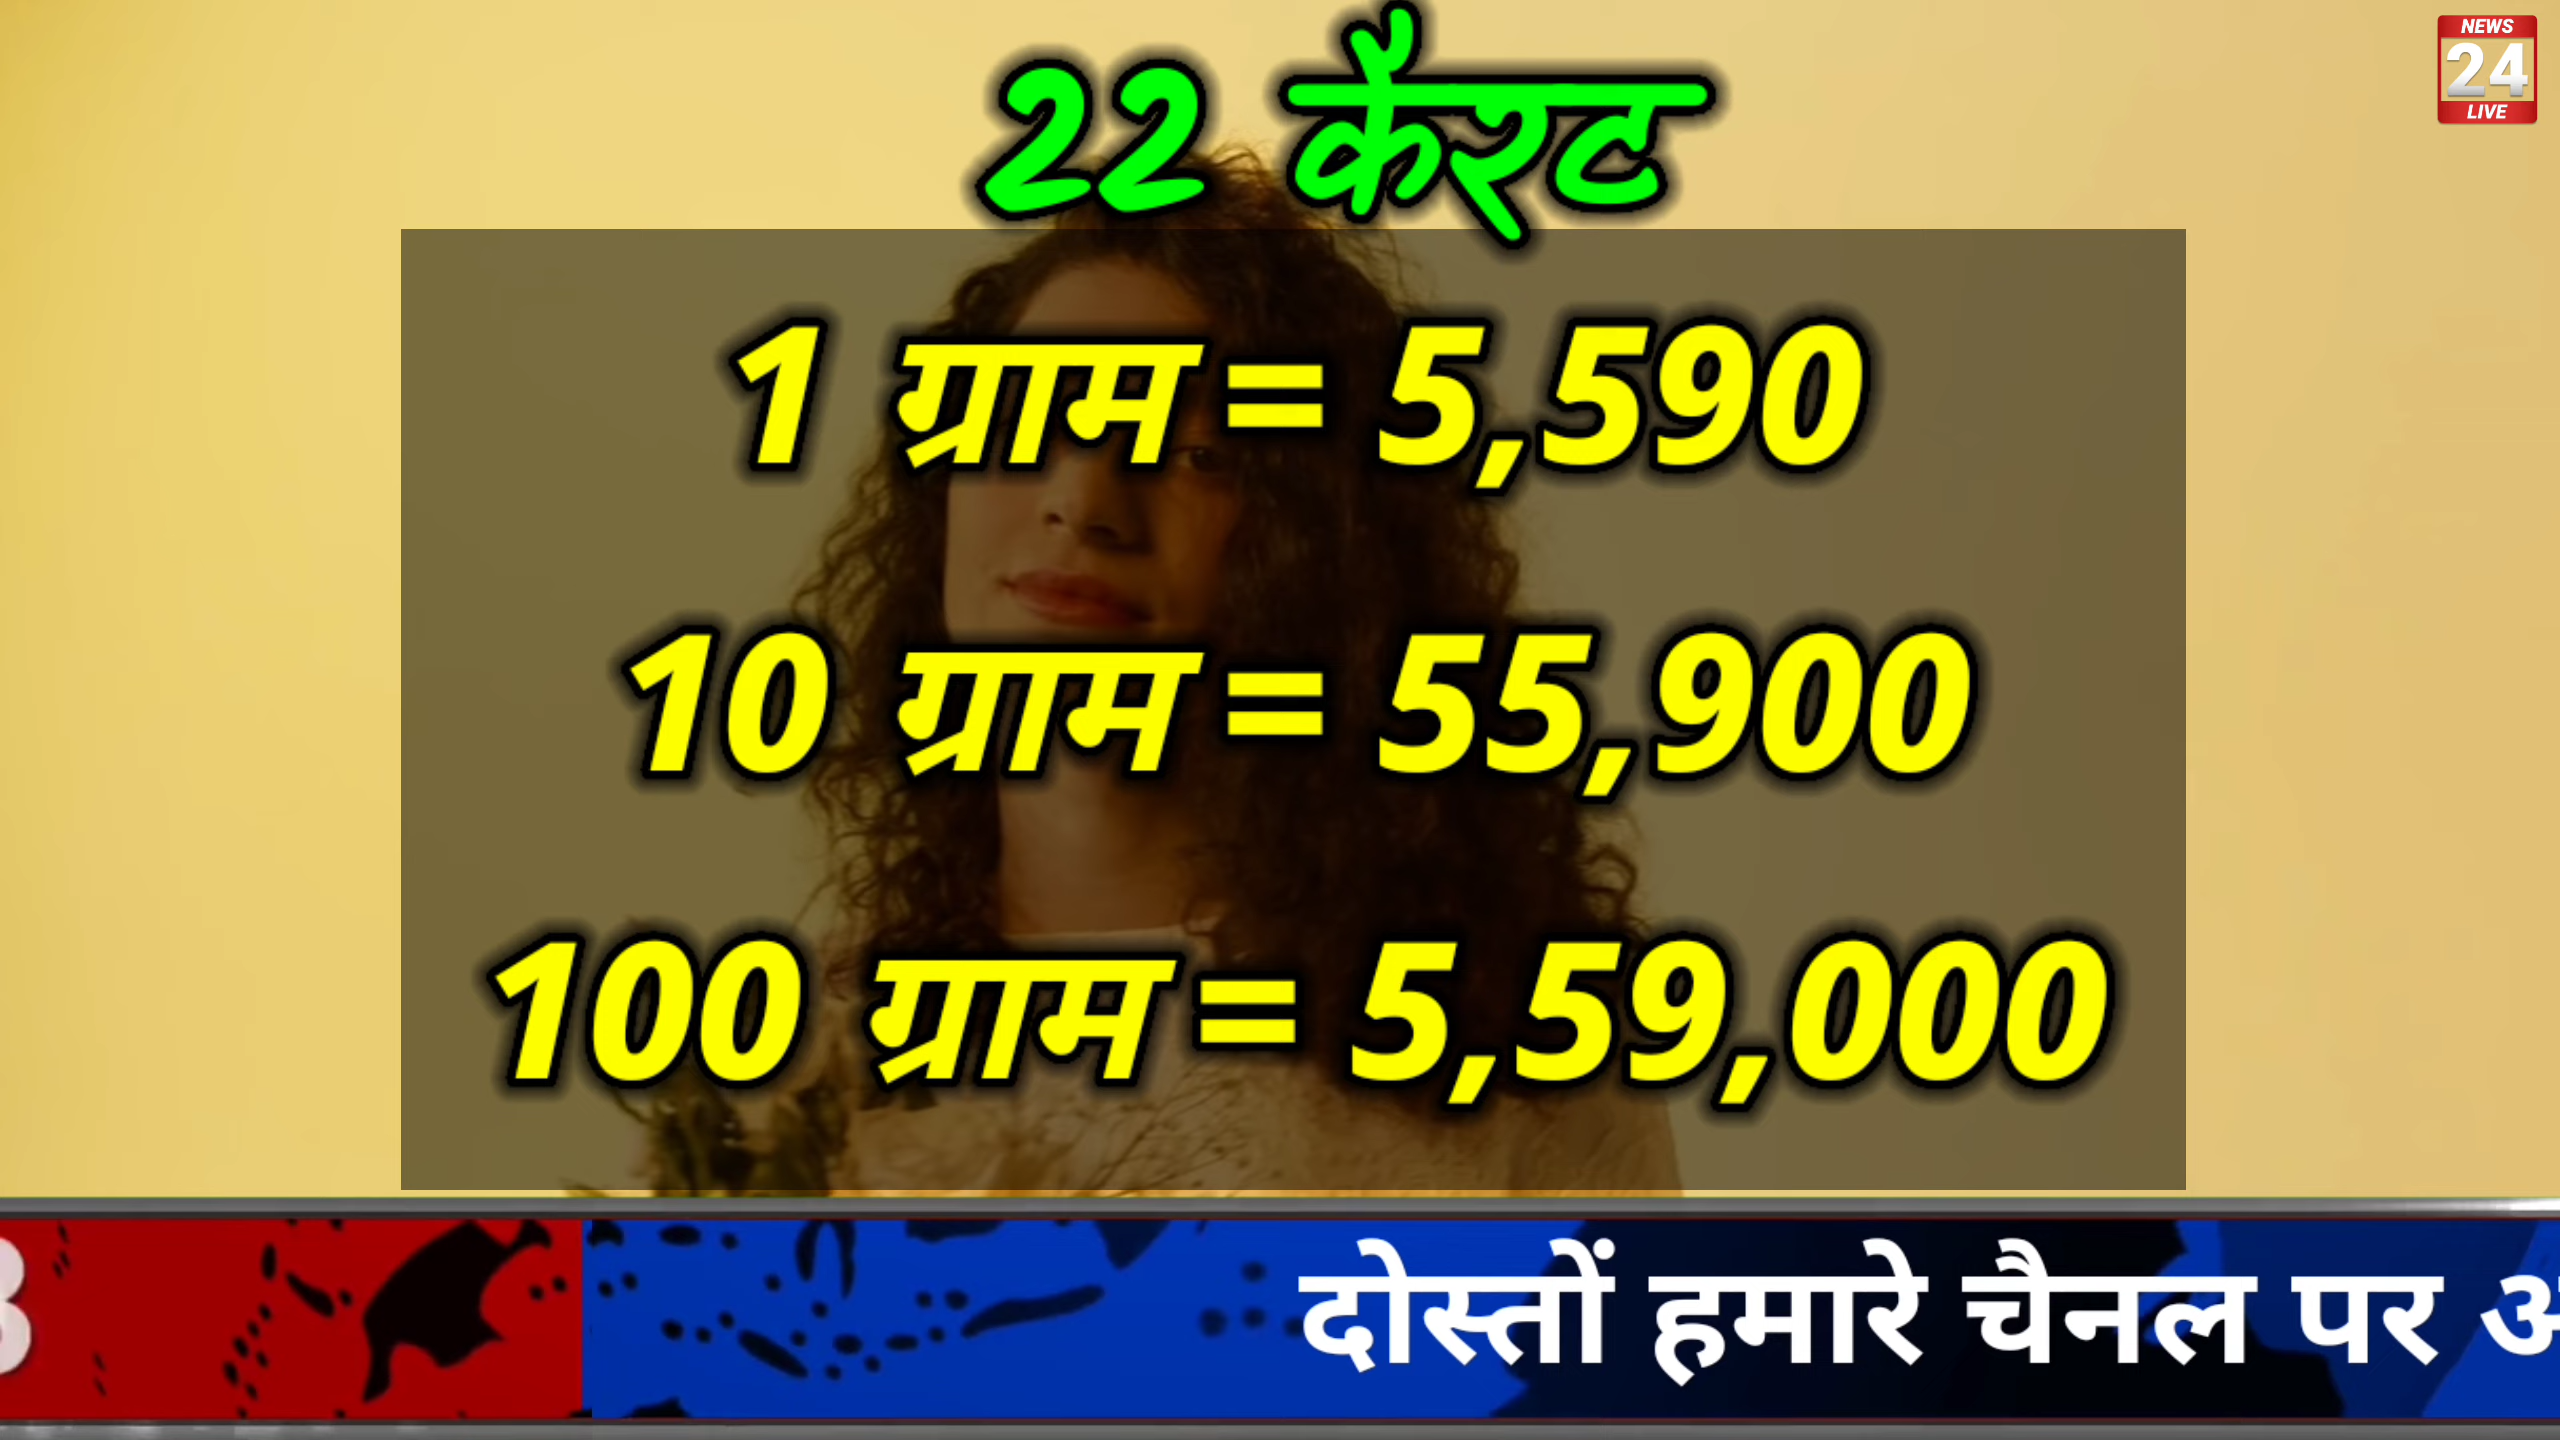 NEWS
24
LIVE
22 कैरट
1 ग्राम = 5,590
10 ग्राम = 55,900
100 ग्राम = 5,59,000
दोस्तों हमारे चैनल पर